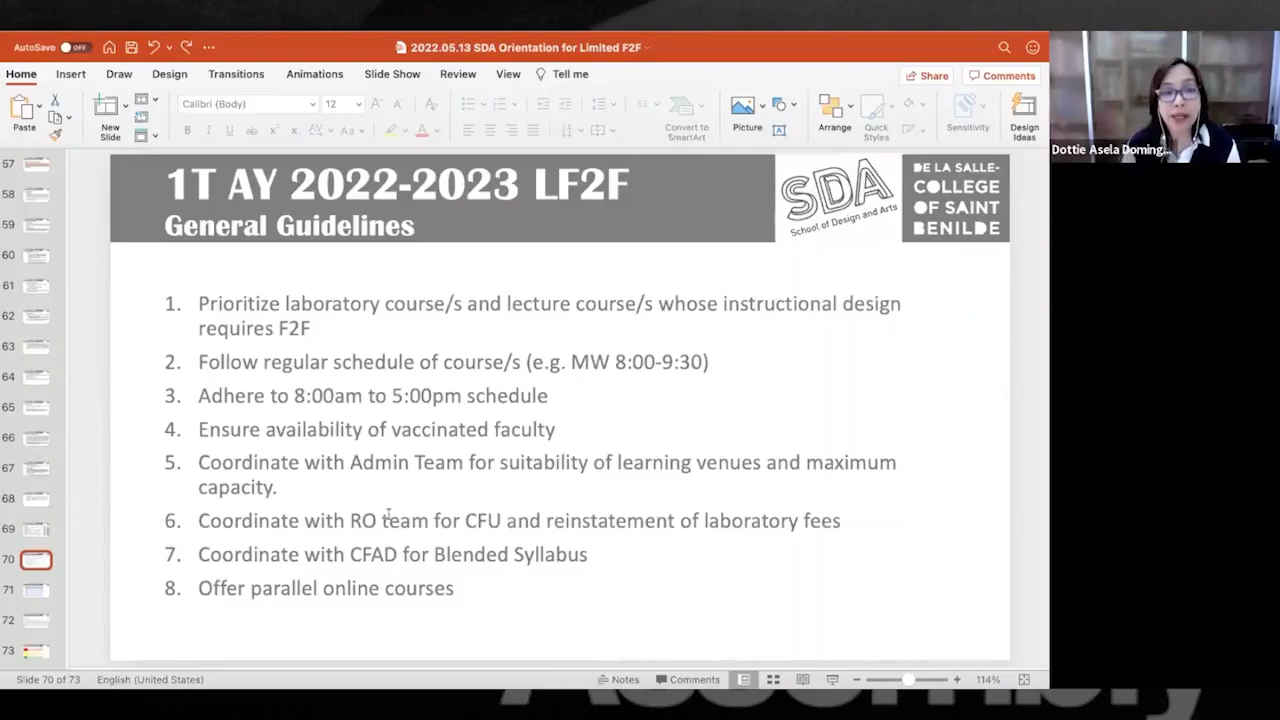 AutoSave OFF
2022.05.13 SDA Orientation for Limited F2F
Home Insert Draw Design Transitions Animations Slide Show Review View Tell me Share Comments
Paste
New
Slide
Calibri (Body) 12
Convert to
SmartArt
Picture
Arrange
Quick
Styles
Sensitivity
Design
Ideas
Dottie Asela Doming...
57
58
59
60
61
62
63
64
65
66
67
68
69
70
71
72
73
1T AY 2022-2023 LF2F
General Guidelines
SDA
School of Design and Arts
DE LA SALLE-
COLLEGE
OF SAINT
BENILDE
1. Prioritize laboratory course/s and lecture course/s whose instructional design
requires F2F
2. Follow regular schedule of course/s (e.g. MW 8:00-9:30)
3. Adhere to 8:00am to 5:00pm schedule
4. Ensure availability of vaccinated faculty
5. Coordinate with Admin Team for suitability of learning venues and maximum
capacity.
6. Coordinate with RO team for CFU and reinstatement of laboratory fees
7. Coordinate with CFAD for Blended Syllabus
8. Offer parallel online courses
Slide 70 of 73 English (United States) Notes Comments 114%
Assembly